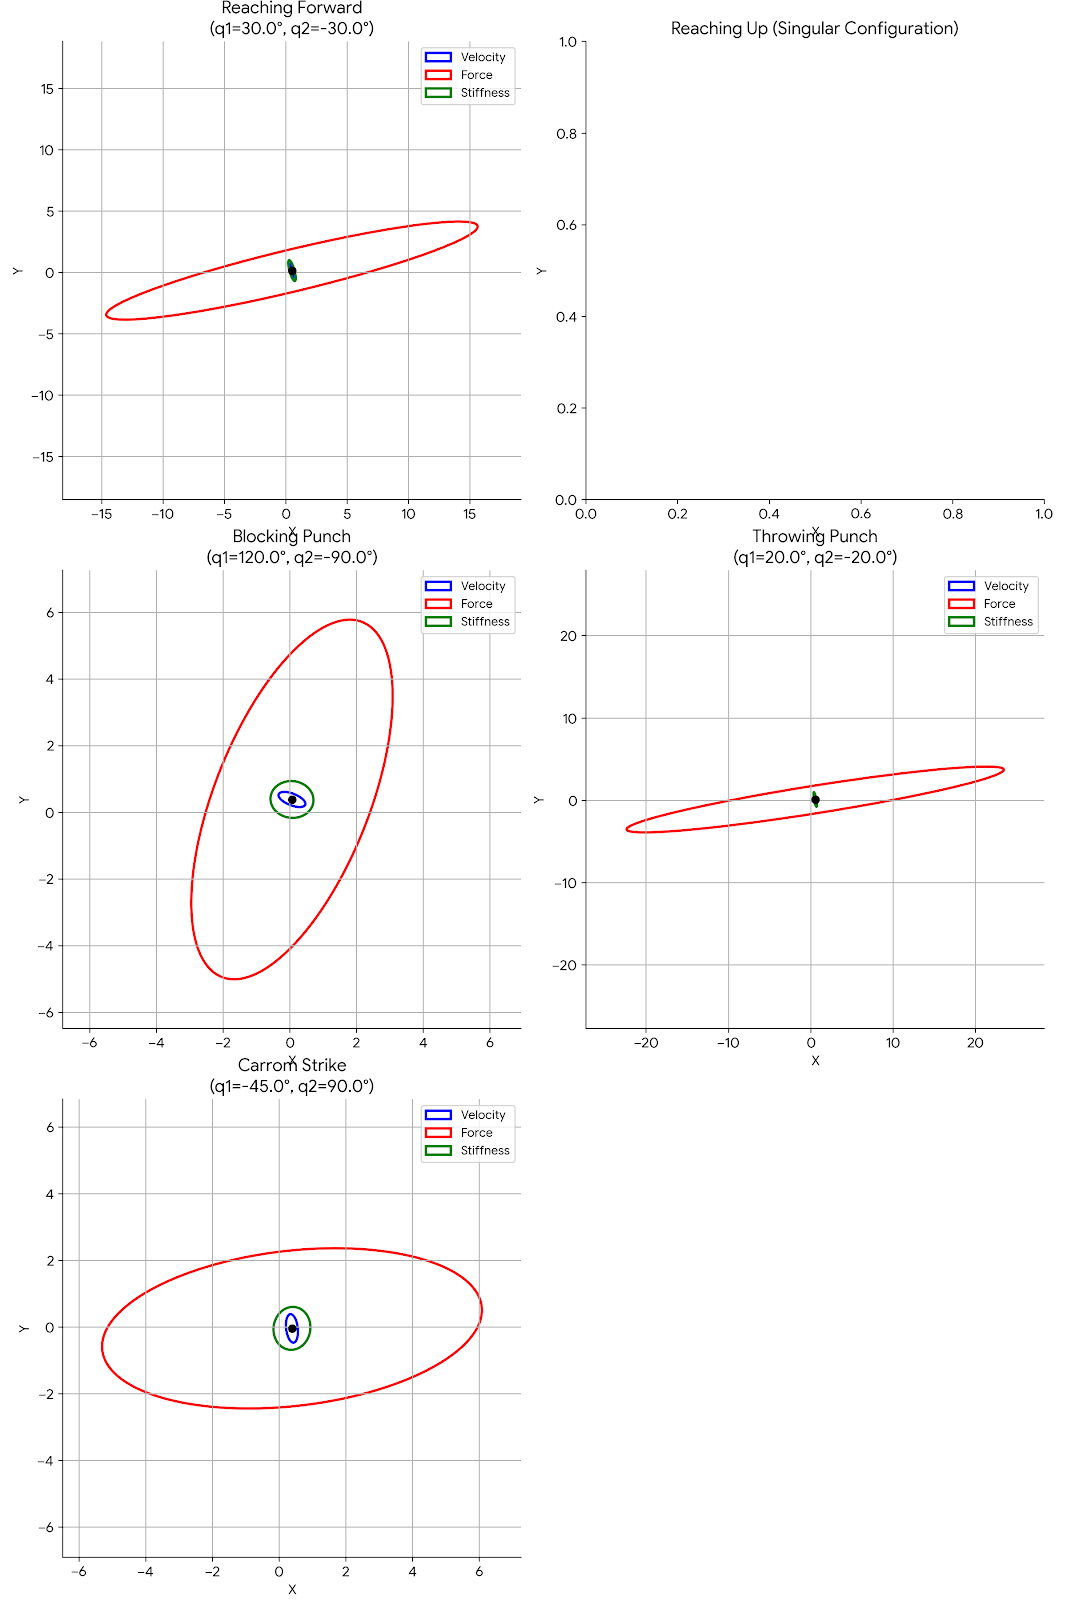 Reaching Forward
(q1=30.0°, q2=−30.0°)
Velocity
Force
Stiffness
15
10
5
0
−5
−10
−15
Y
−15 −10 −5 0 5 10 15
X
Reaching Up (Singular Configuration)
1.0
0.8
0.6
0.4
0.2
0.0
Y
0.0 0.2 0.4 0.6 0.8 1.0
X
Blocking Punch
(q1=120.0°, q2=−90.0°)
Velocity
Force
Stiffness
6
4
2
0
−2
−4
−6
Y
−6 −4 −2 0 2 4 6
X
Throwing Punch
(q1=20.0°, q2=−20.0°)
Velocity
Force
Stiffness
20
10
0
−10
−20
Y
−20 −10 0 10 20
X
Carrom Strike
(q1=−45.0°, q2=90.0°)
Velocity
Force
Stiffness
6
4
2
0
−2
−4
−6
Y
−6 −4 −2 0 2 4 6
X